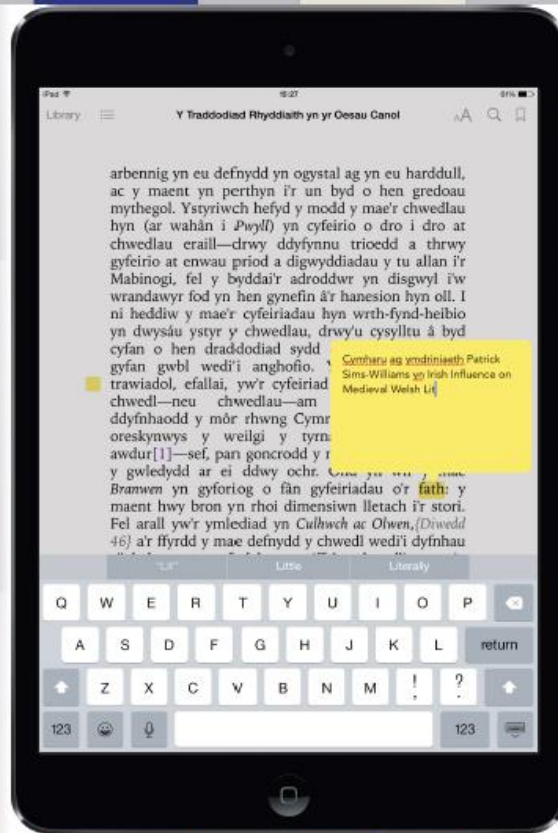 iPad
15:27
61%
Library
Y Traddodiad Rhyddiaith yn yr Oesau Canol
AA
arbennig yn eu defnydd yn ogystal ag yn eu harddull,
ac y maent yn perthyn i'r un byd o hen gredoau
mythegol. Ystyriwch hefyd y modd y mae'r chwedlau
hyn (ar wahân i Pwyll) yn cyfeirio o dro i dro at
chwedlau eraill—drwy ddyfynnu trioedd a thrwy
gyfeirio at enwau priod a digwyddiadau y tu allan i'r
Mabinogi, fel y byddai'r adroddwr yn disgwyl i'w
wrandawyr fod yn hen gynefin â'r hanesion hyn oll. I
ni heddiw y mae'r cyfeiriadau hyn wrth-fynd-heibio
yn dwysáu ystyr y chwedlau, drwy'u cysylltu â byd
cyfan o hen draddodiad sydd
gyfan gwbl wedi'i anghofio.
trawiadol, efallai, yw'r cyfeiriad
chwedl—neu chwedlau—am
ddyfnhaodd y môr rhwng Cymr
oreskynwys y weilgi y tyrn
awdur[1]—sef, pan goncrodd y
y gwledydd ar ei ddwy ochr.
Branwen yn gyforiog o fân gyfeiriadau o'r fath: y
maent hwy bron yn rhoi dimensiwn lletach i'r stori.
Fel arall yw'r ymlediad yn Culhwch ac Olwen,{Diwedd
46} a'r ffyrdd y mae defnydd y chwedl wedi'i dyfnhau
Cymharu ag ymdriniaeth Patrick
Sims-Williams yn Irish Influence on
Medieval Welsh Lit
"Lit"
Little
Literally
Q W E R T Y U I O P
A S D F G H J K L return
Z X C V B N M ! , ? .
123
123